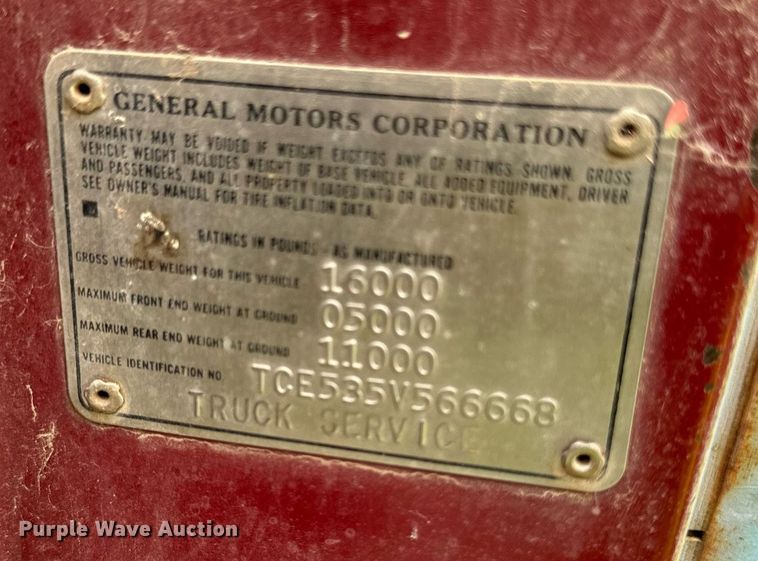 GENERAL MOTORS CORPORATION
WARRANTY MAY BE VOIDED IF WEIGHT EXCEEDS ANY OF RATINGS SHOWN. GROSS
VEHICLE WEIGHT INCLUDES WEIGHT OF BASE VEHICLE, ALL ADDED EQUIPMENT, DRIVER
AND PASSENGERS, AND ALL PROPERTY LOADED INTO OR ONTO VEHICLE.
SEE OWNER'S MANUAL FOR TIRE INFLATION DATA.
RATINGS IN POUNDS - AS MANUFACTURED
GROSS VEHICLE WEIGHT FOR THIS VEHICLE 16000
MAXIMUM FRONT END WEIGHT AT GROUND 05000
MAXIMUM REAR END WEIGHT AT GROUND 11000
VEHICLE IDENTIFICATION NO. TCE535V566668
TRUCK SERVICE
Purple Wave Auction